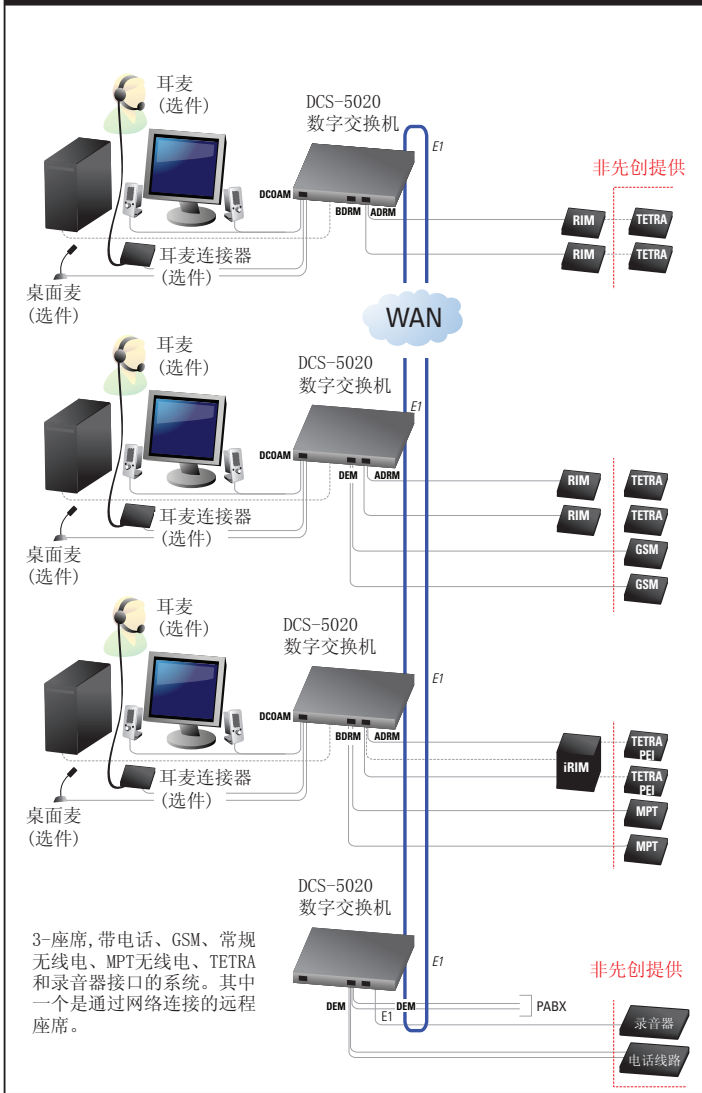 耳麦
(选件)
DCS-5020
数字交换机
E1
非先创提供
DCOAM
BDRM
ADRM
RIM
TETRA
RIM
TETRA
耳麦连接器
(选件)
桌面麦
(选件)
WAN
耳麦
(选件)
DCS-5020
数字交换机
E1
DCOAM
DEM
ADRM
RIM
TETRA
RIM
TETRA
GSM
GSM
耳麦连接器
(选件)
桌面麦
(选件)
耳麦
(选件)
DCS-5020
数字交换机
E1
DCOAM
BDRM
ADRM
iRIM
TETRA
PEI
TETRA
PEI
MPT
MPT
耳麦连接器
(选件)
桌面麦
(选件)
DCS-5020
数字交换机
3-座席,带电话、GSM、常规
无线电、MPT无线电、TETRA
和录音器接口的系统。其中
一个是通过网络连接的远程
座席。
E1
非先创提供
DEM
DEM
E1
PABX
录音器
电话线路